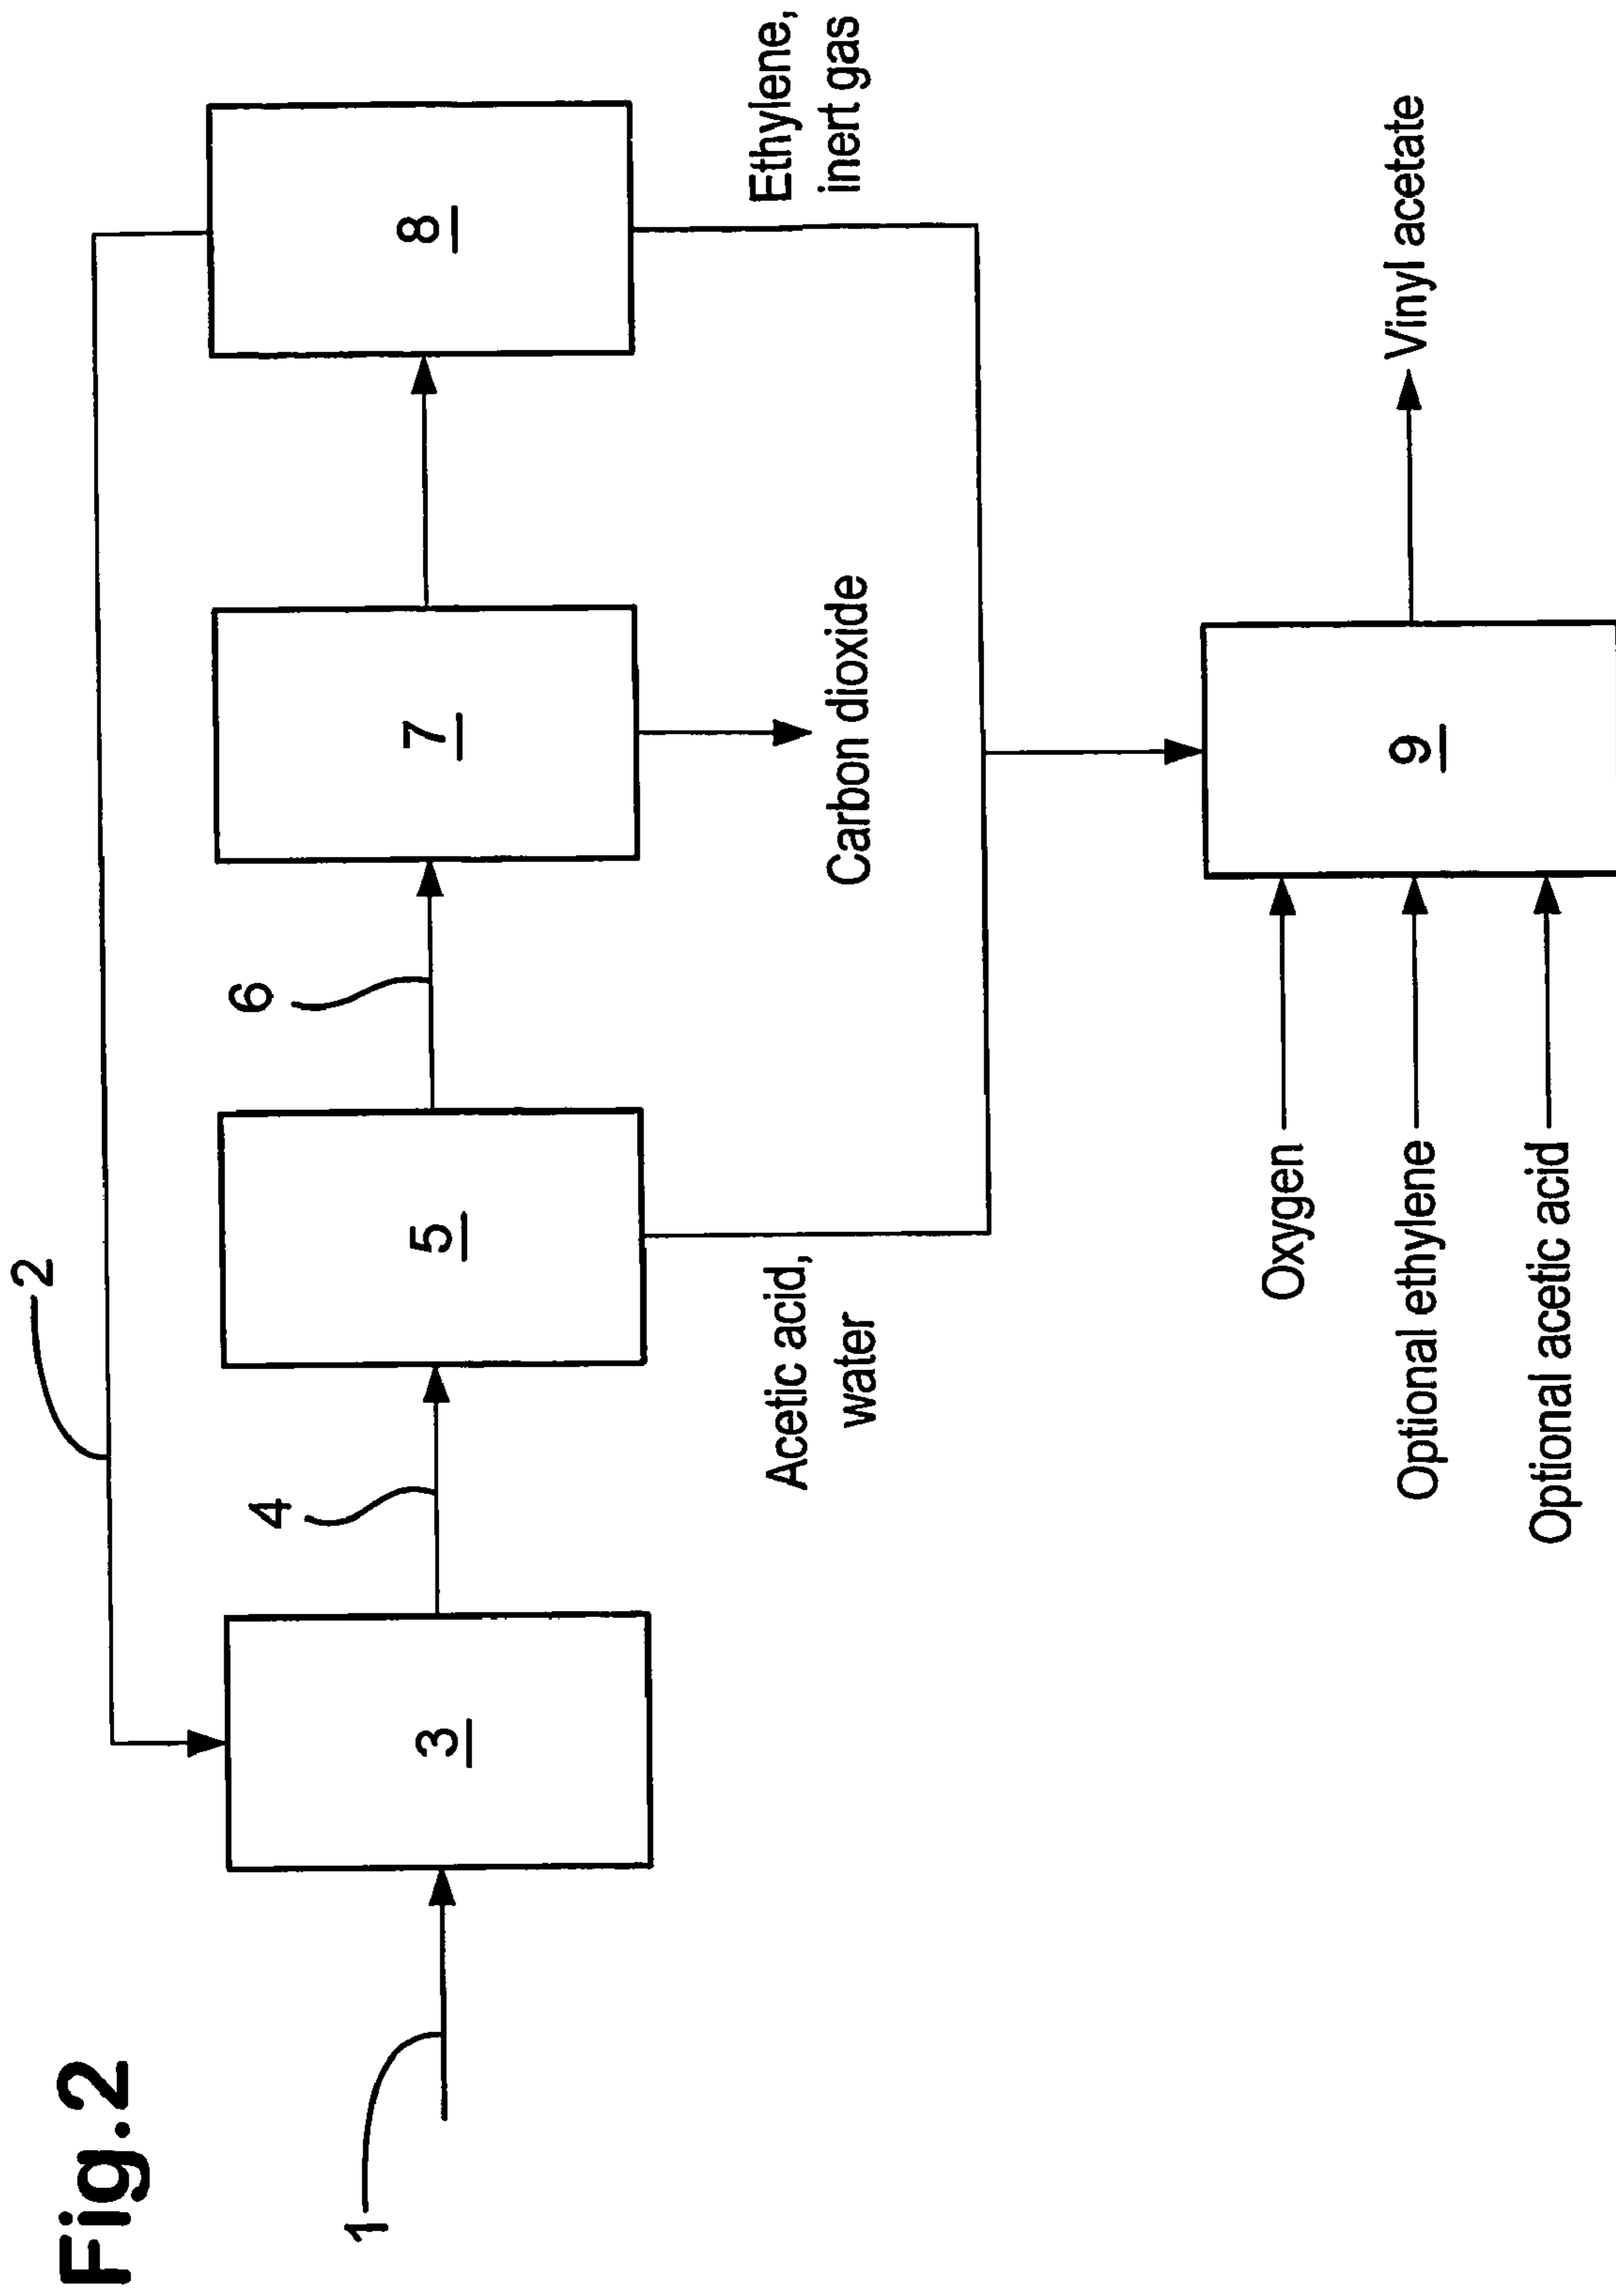 Fig.2
2
1
4
6
3
5
7
8
Acetic acid,
water
Carbon dioxide
Ethylene,
inert gas
Oxygen
Optional ethylene
Optional acetic acid
9
Vinyl acetate